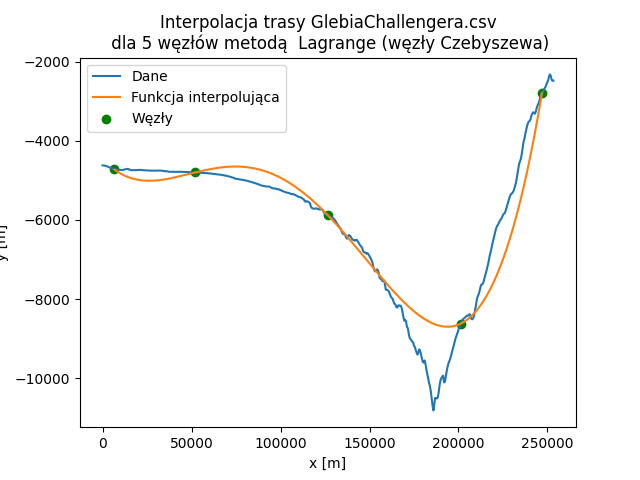 Interpolacja trasy GlebiaChallengera.csv
dla 5 węzłów metodą  Lagrange (węzły Czebyszewa)
Dane
Funkcja interpolująca
Węzły
y [m]
−2000
−4000
−6000
−8000
−10000
0
50000
100000
150000
200000
250000
x [m]